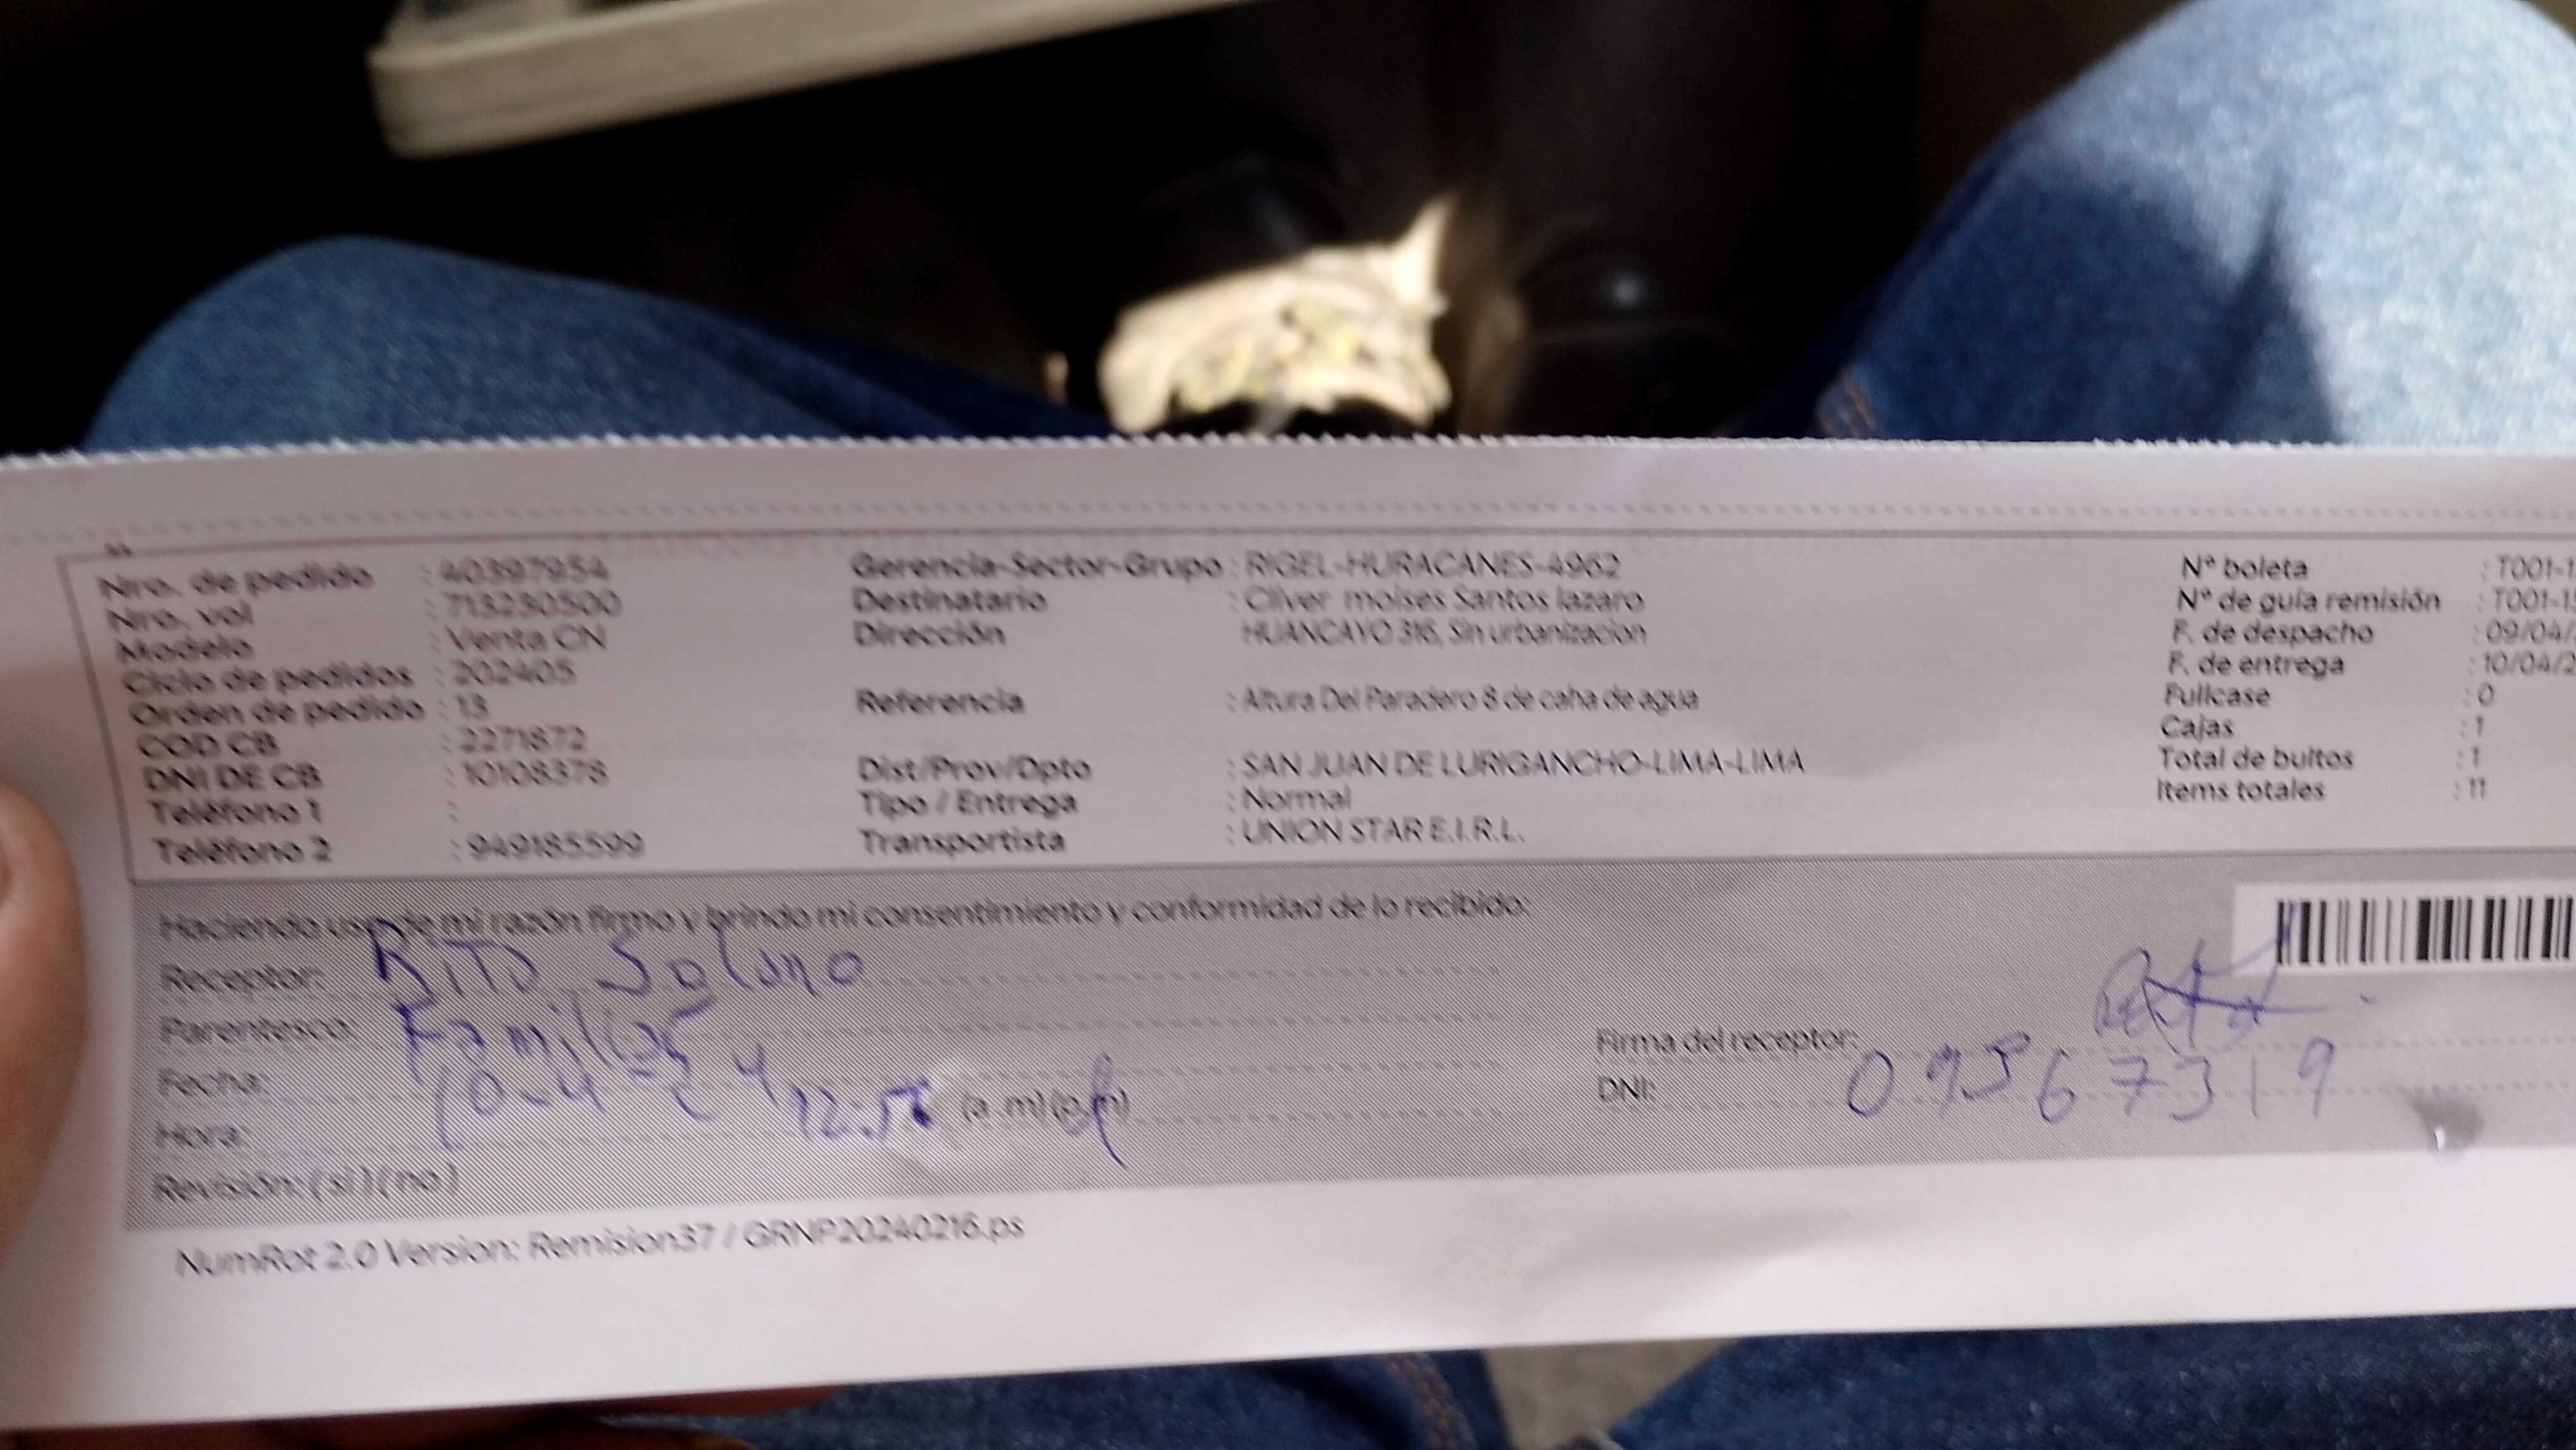 Nro. de pedido : 40397954
Nro. vol : 713230500
Modelo : Venta CN
Ciclo de pedidos : 202405
Orden de pedido : 13
COD CB : 2271872
DNI DE CB : 10108378
Teléfono 1 :
Teléfono 2 : 949185599
Gerencia-Sector-Grupo : RIGEL-HURACANES-4962
Destinatario : Cliver moises Santos lazaro
Dirección HUANCAYO 316, Sin urbanizacion
Referencia : Altura Del Paradero 8 de caha de agua
Dist/Prov/Dpto : SAN JUAN DE LURIGANCHO-LIMA-LIMA
Tipo / Entrega : Normal
Transportista : UNION STAR E.I.R.L.
N° boleta : T001-1
N° de guía remisión : T001-15
F. de despacho : 09/04/
F. de entrega : 10/04/2
Fullcase : 0
Cajas : 1
Total de bultos : 1
Items totales : 11
Haciendo uso de mi razón firmo y brindo mi consentimiento y conformidad de lo recibido:
Receptor: Rito Solano
Parentesco: Familiar
Fecha: 10-4-24
Hora: (a .m) (p.m)
Revisión: ( si ) ( no )
Firma del receptor:
DNI:
NumRot 2.0 Version: Remision37 / GRNP20240216.ps